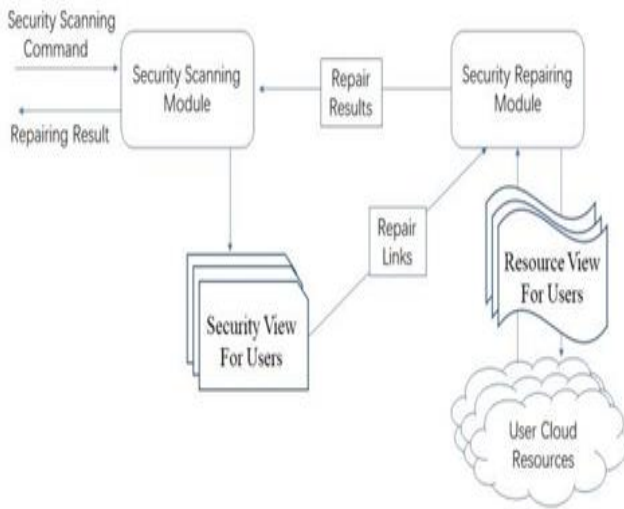 Security Scanning
Command
Repairing Result
Security Scanning
Module
Repair
Results
Security Repairing
Module
Repair
Links
Security View
For Users
Resource View
For Users
User Cloud
Resources